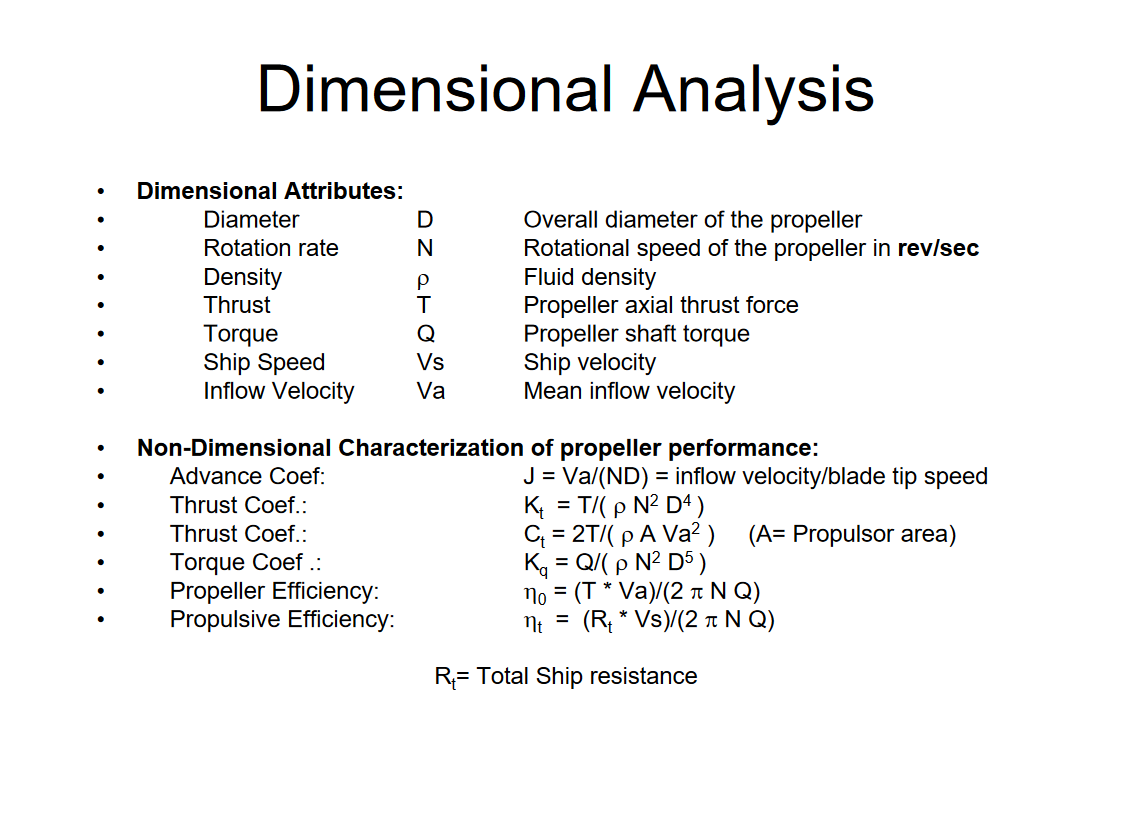 Dimensional Analysis
• Dimensional Attributes:
• Diameter D Overall diameter of the propeller
• Rotation rate N Rotational speed of the propeller in rev/sec
• Density ρ Fluid density
• Thrust T Propeller axial thrust force
• Torque Q Propeller shaft torque
• Ship Speed Vs Ship velocity
• Inflow Velocity Va Mean inflow velocity
• Non-Dimensional Characterization of propeller performance:
• Advance Coef: J = Va/(ND) = inflow velocity/blade tip speed
• Thrust Coef.: Kₜ = T/( ρ N² D⁴ )
• Thrust Coef.: Cₜ = 2T/( ρ A Va² ) (A= Propulsor area)
• Torque Coef .: K_q = Q/( ρ N² D⁵ )
• Propeller Efficiency: η₀ = (T * Va)/(2 π N Q)
• Propulsive Efficiency: ηₜ = (Rₜ * Vs)/(2 π N Q)
Rₜ= Total Ship resistance